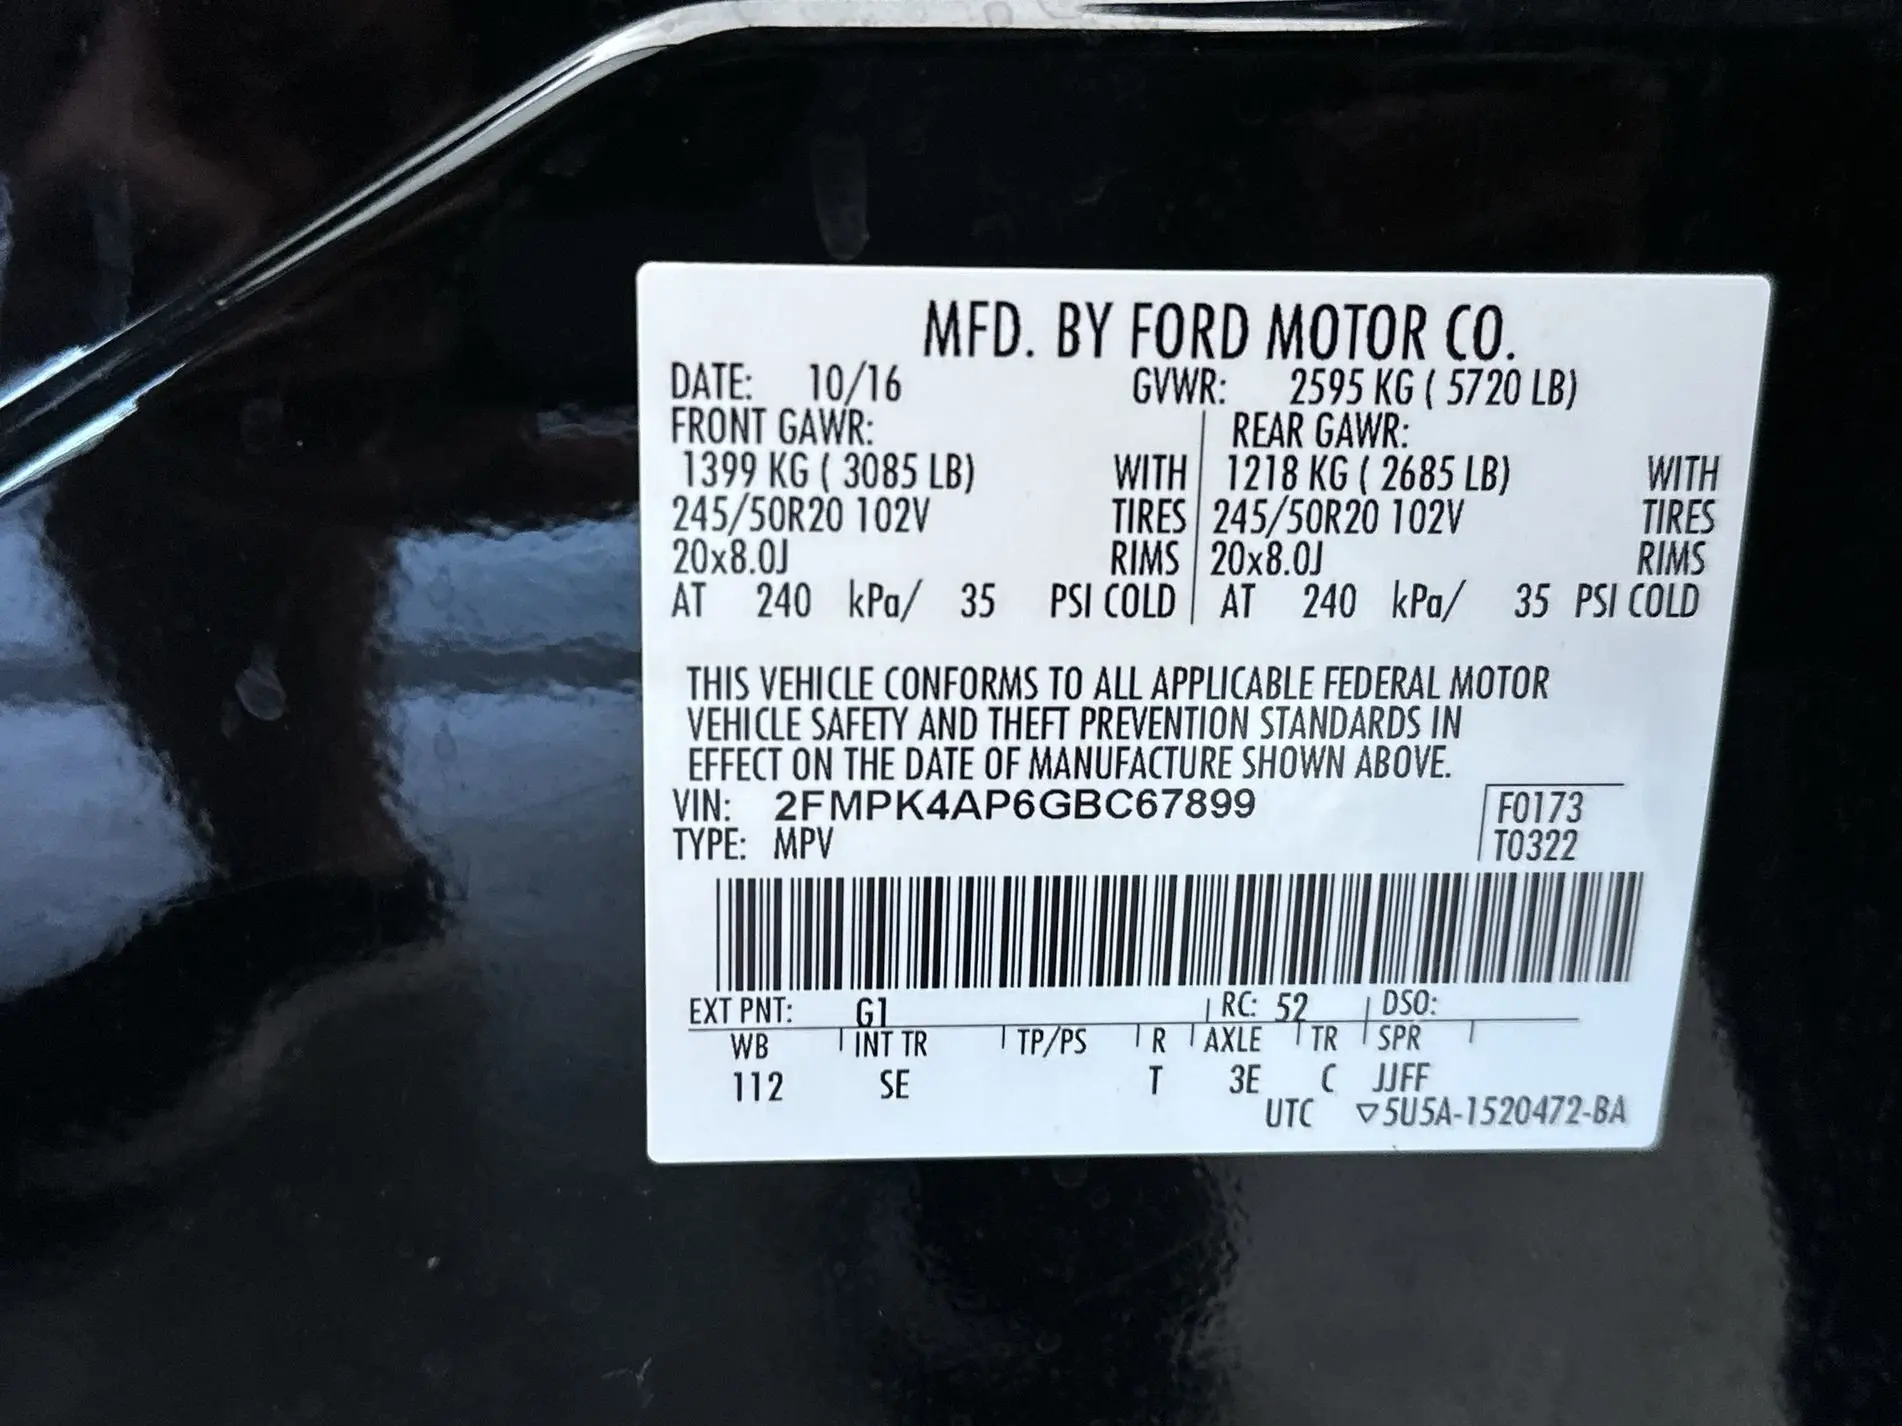 MFD. BY FORD MOTOR CO.
DATE: 10/16 GVWR: 2595 KG ( 5720 LB)
FRONT GAWR: REAR GAWR:
1399 KG ( 3085 LB) WITH 1218 KG ( 2685 LB) WITH
245/50R20 102V TIRES 245/50R20 102V TIRES
20x8.0J RIMS 20x8.0J RIMS
AT 240 kPa/ 35 PSI COLD AT 240 kPa/ 35 PSI COLD
THIS VEHICLE CONFORMS TO ALL APPLICABLE FEDERAL MOTOR
VEHICLE SAFETY AND THEFT PREVENTION STANDARDS IN
EFFECT ON THE DATE OF MANUFACTURE SHOWN ABOVE.
VIN: 2FMPK4AP6GBC67899 F0173
TYPE: MPV T0322
EXT PNT: G1 RC: 52 DSO:
WB INT TR TP/PS R AXLE TR SPR
112 SE T 3E C JJFF
UTC ▽5U5A-1520472-BA